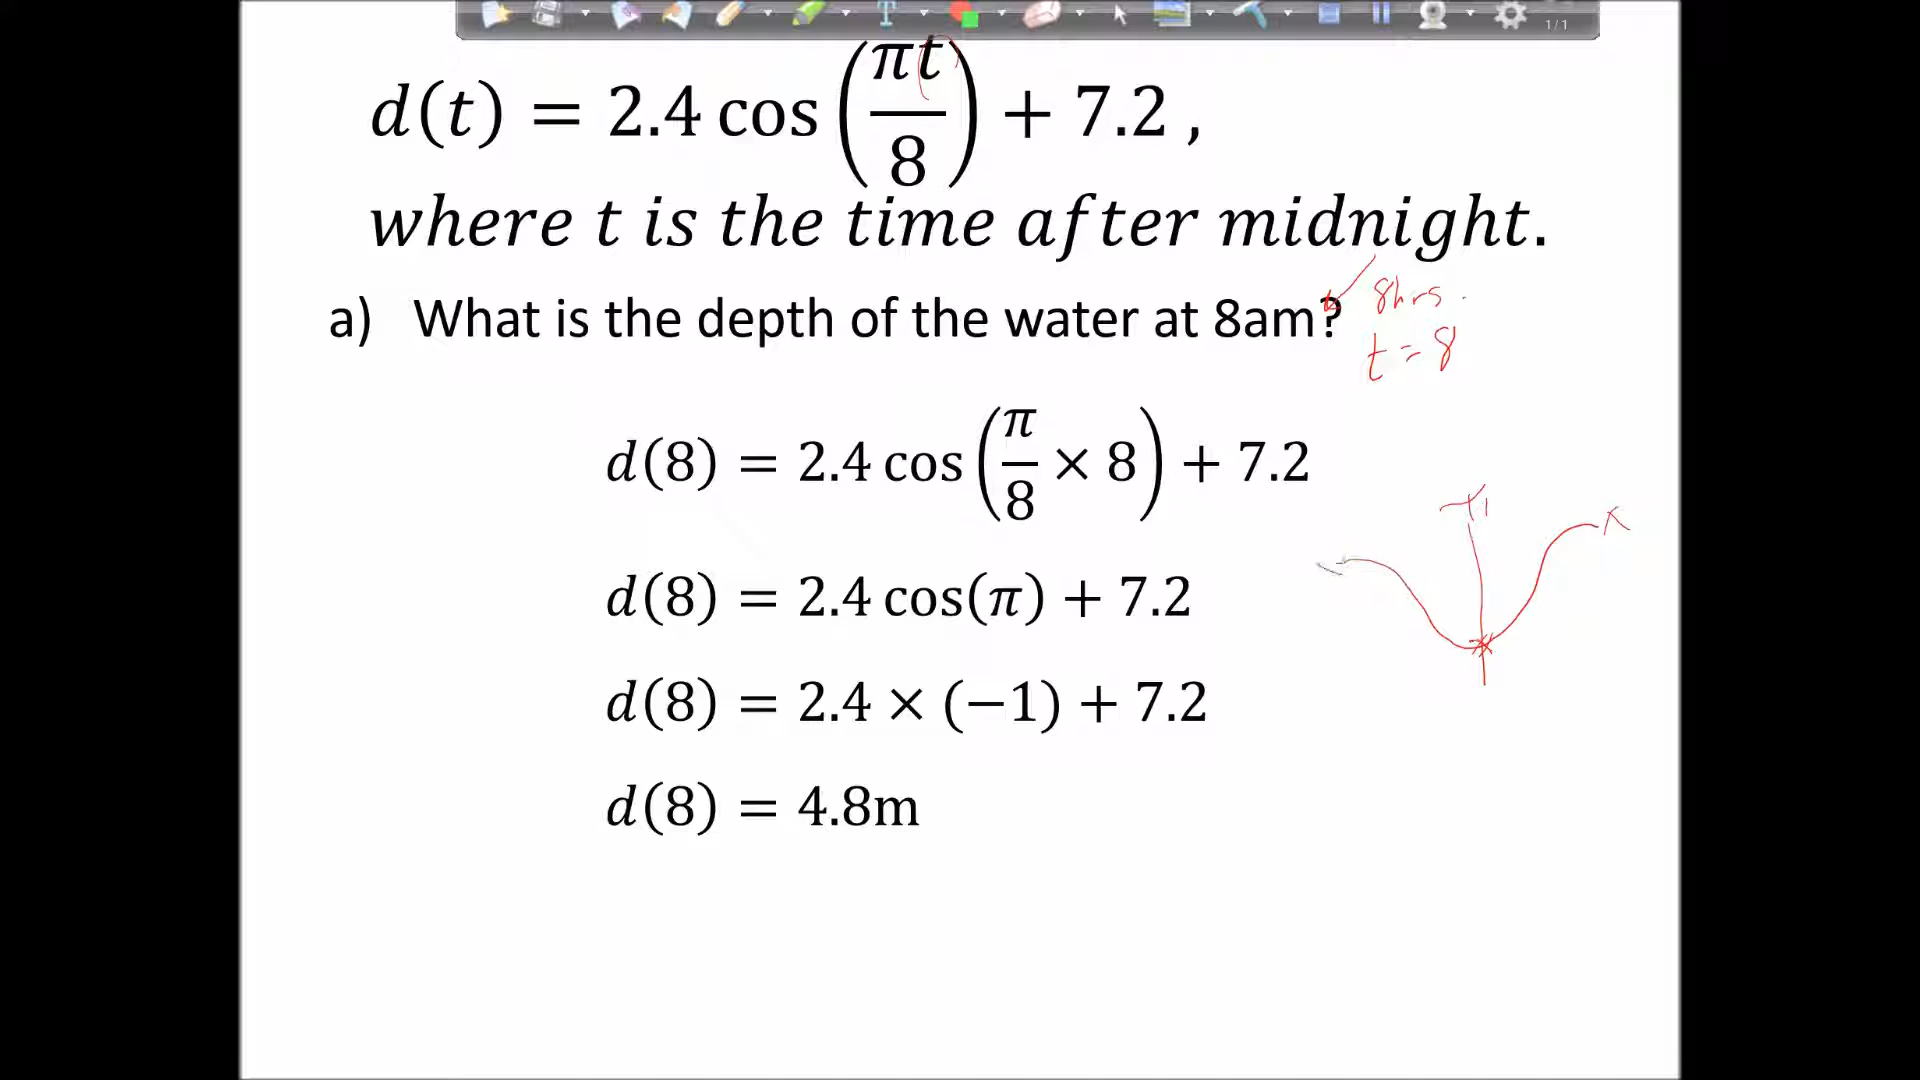 1/1
d(t) = 2.4 cos(πt/8) + 7.2 ,
where t is the time after midnight.
8hrs.
a) What is the depth of the water at 8am?
t = 8
d(8) = 2.4 cos(π/8 × 8) + 7.2
d(8) = 2.4 cos(π) + 7.2
d(8) = 2.4 × (−1) + 7.2
d(8) = 4.8m